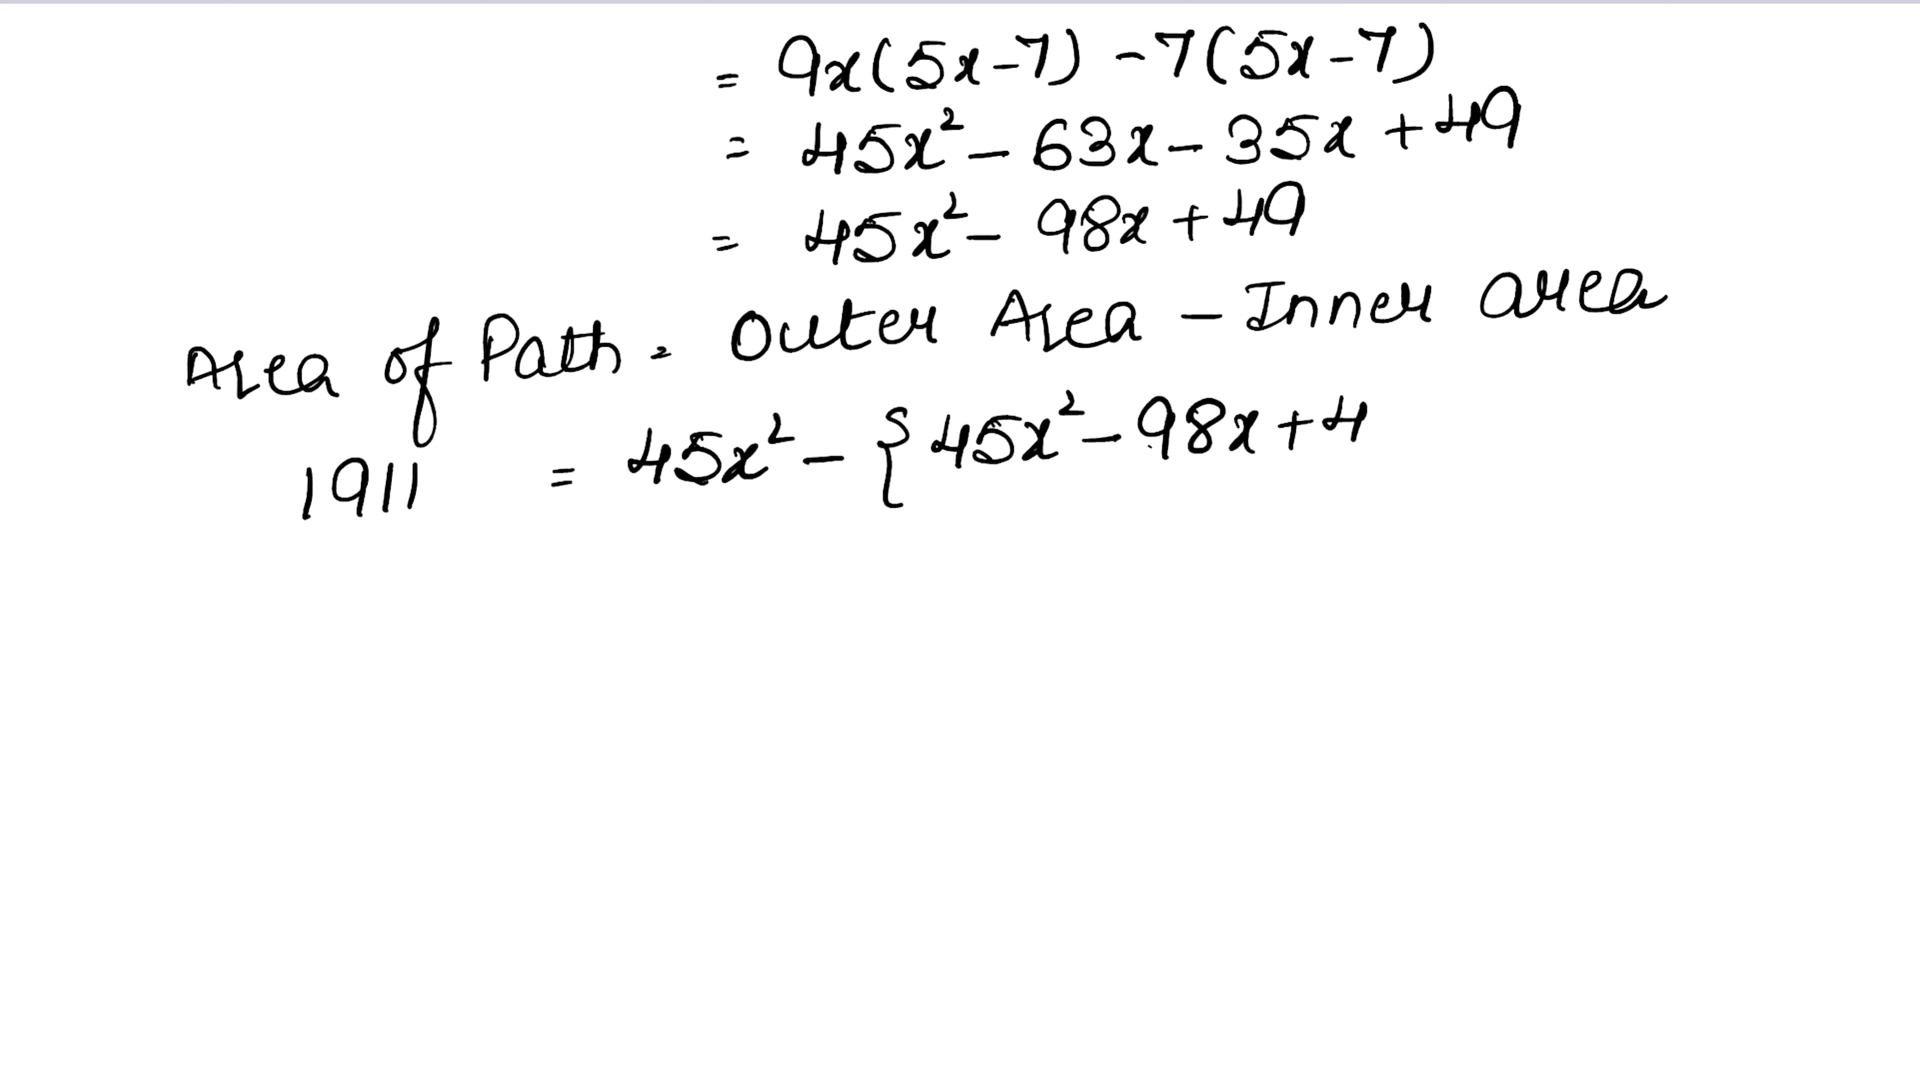 = 9x(5x-7) -7(5x-7)
= 45x² - 63x - 35x + 49
= 45x² - 98x + 49
Area of Path = Outer Area - Inner area
1911 = 45x² - { 45x² - 98x + 4